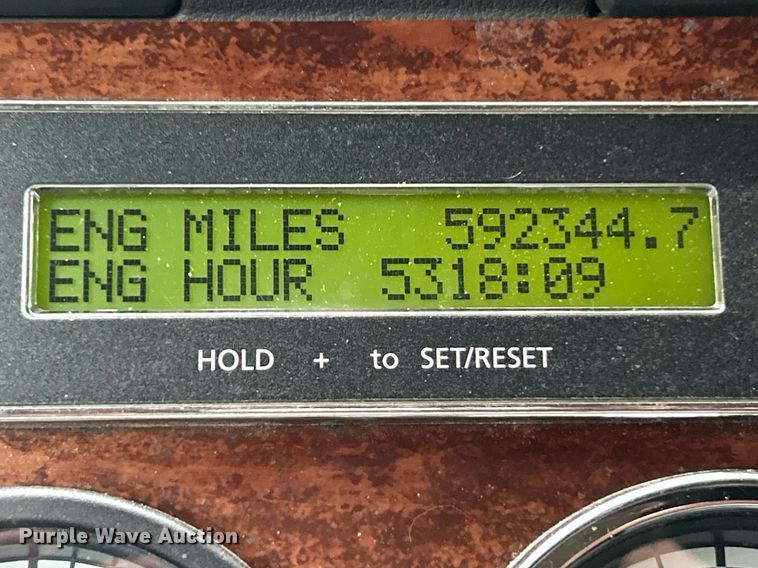 ENG MILES 592344.7
ENG HOUR 5318:09
HOLD + to SET/RESET
Purple Wave Auction